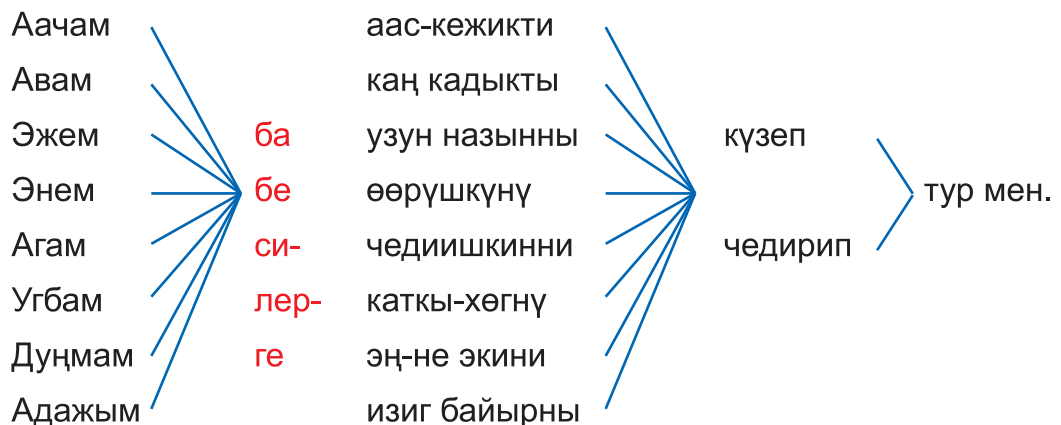 Аачам аас-кежикти
Авам каң кадыкты
Эжем ба узун назынны күзеп
Энем бе өөрүшкүнү тур мен.
Агам си- чедиишкинни чедирип
Угбам лер- каткы-хөгнү
Дуңмам ге эң-не экини
Адажым изиг байырны